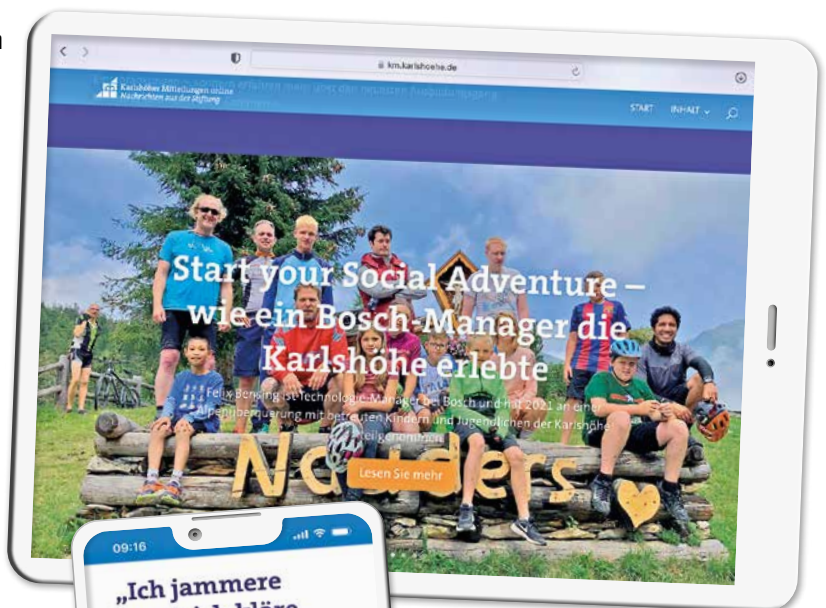 km.karlshoehe.de
Karlshöher Mitteilungen online
Nachrichten aus der Stiftung
START INHALT
Start your Social Adventure –
wie ein Bosch-Manager die
Karlshöhe erlebte
Felix Bensing ist Technologie-Manager bei Bosch und hat 2021 an einer
Alpenüberquerung mit betreuten Kindern und Jugendlichen der Karlshöhe
teilgenommen
Lesen Sie mehr
Nauders
09:16
„Ich jammere